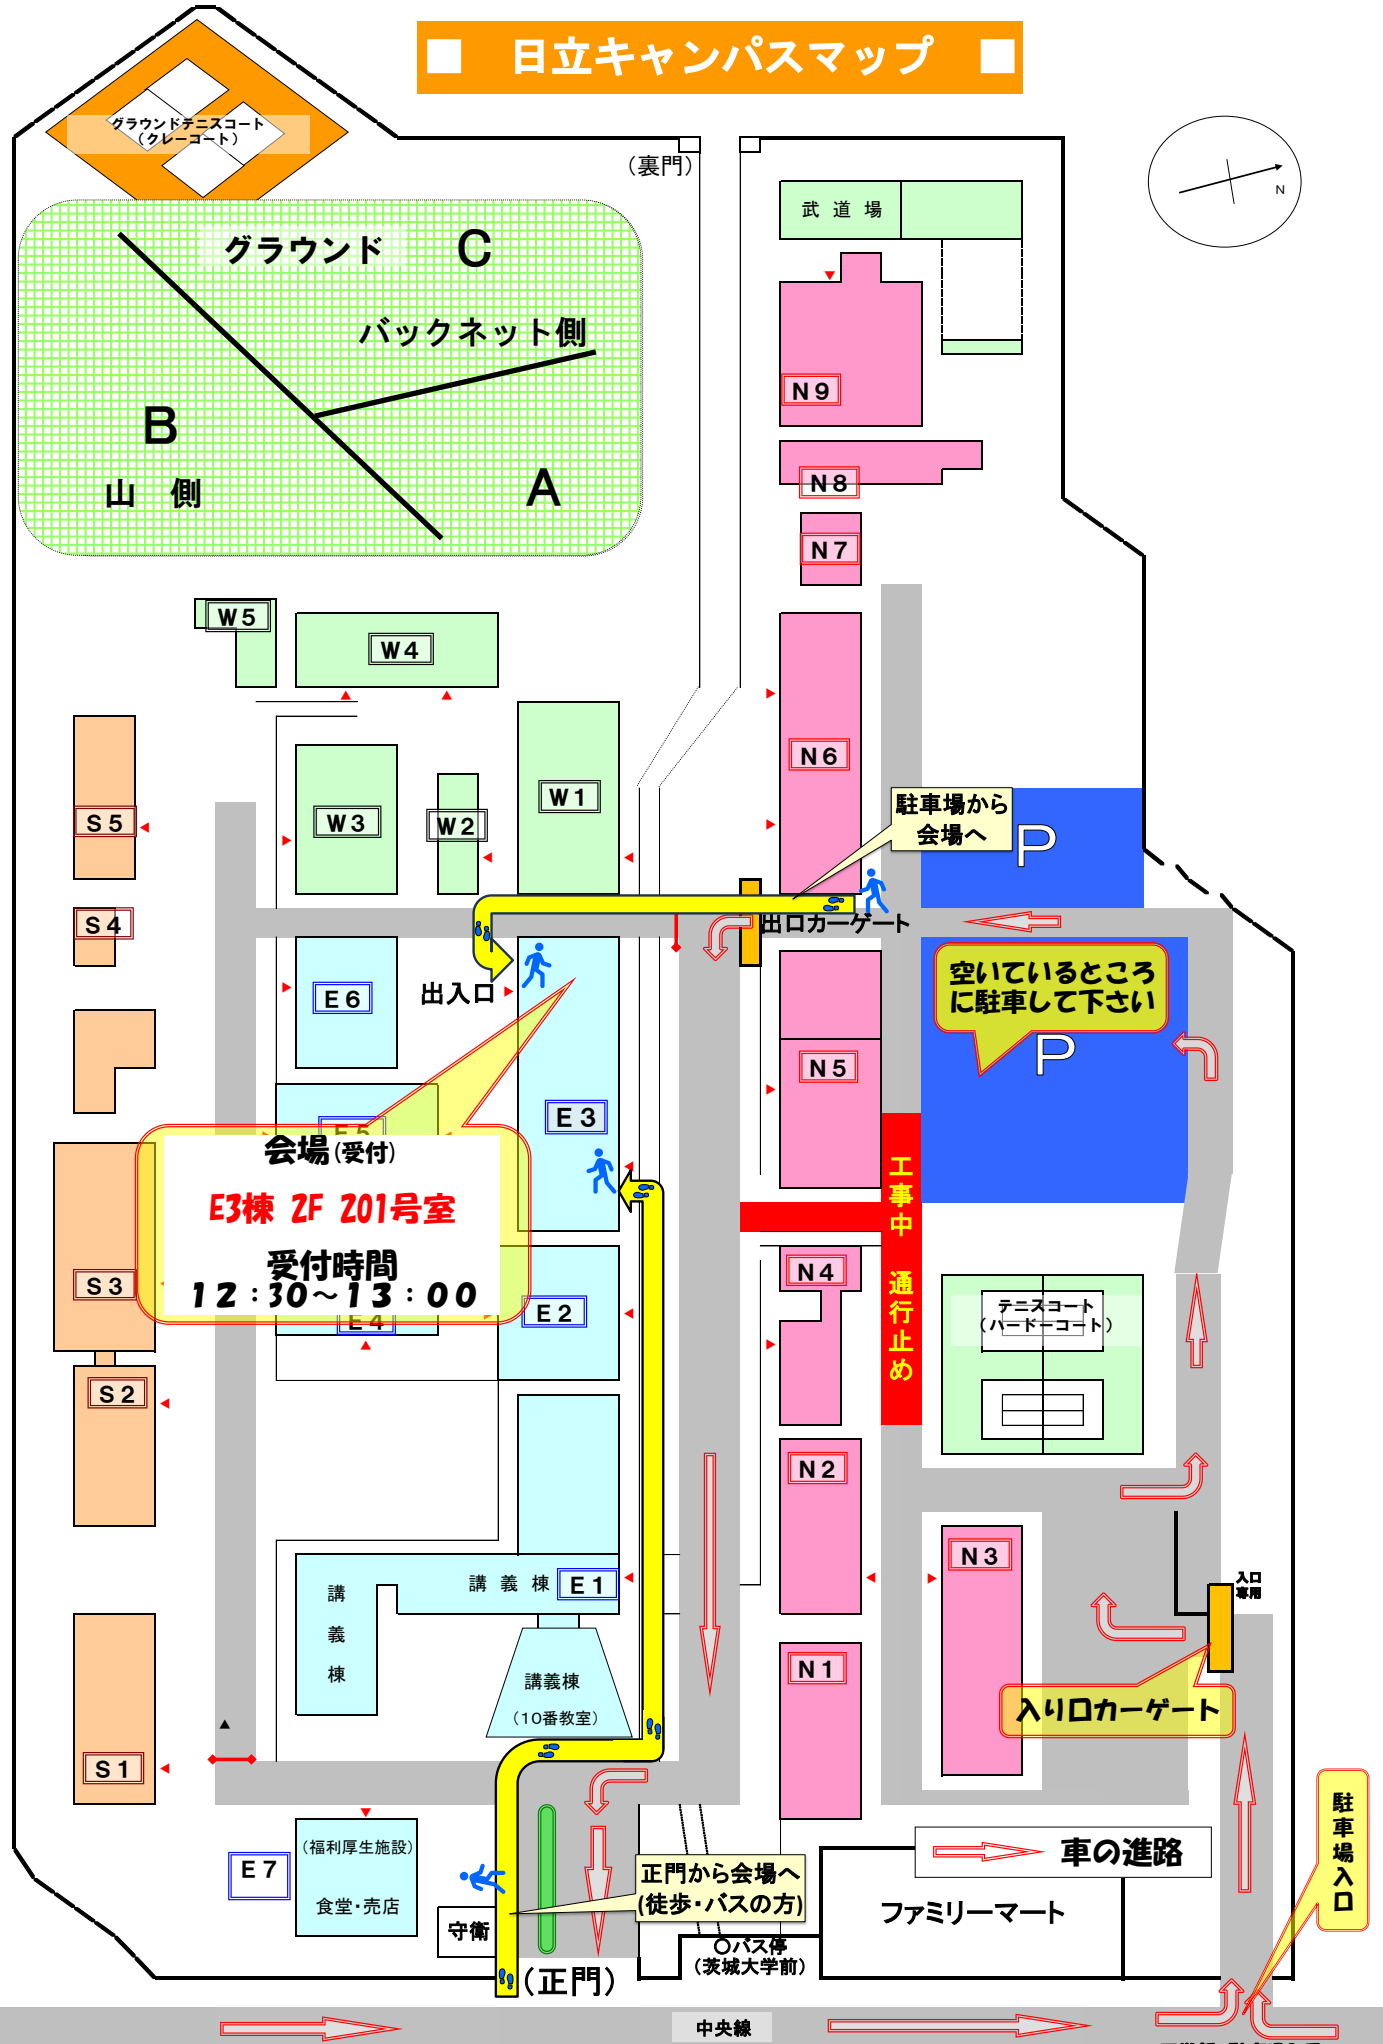 ■ 日立キャンパスマップ ■
グラウンドテニスコート
（クレーコート）
（裏門）
N
武 道 場
グラウンド
C
バックネット側
B
山 側
A
N9
N8
N7
W5
W4
N6
W1
W3
W2
S5
駐車場から
会場へ
P
S4
出口カーゲート
E6
出入口
空いているところ
に駐車して下さい
P
N5
E3
E5
会場(受付)
E3棟 2F 201号室
受付時間
12：30～13：00
工事中 通行止め
S3
N4
E2
E4
テニスコート
（ハードーコート）
S2
N2
N3
講義棟
講 義 棟
E1
入口
専用
講義棟
（10番教室）
N1
入り口カーゲート
S1
（福利厚生施設）
食堂・売店
E7
正門から会場へ
(徒歩・バスの方)
車の進路
駐車場入口
守衛
ファミリーマート
○バス停
（茨城大学前）
（正門）
中央線